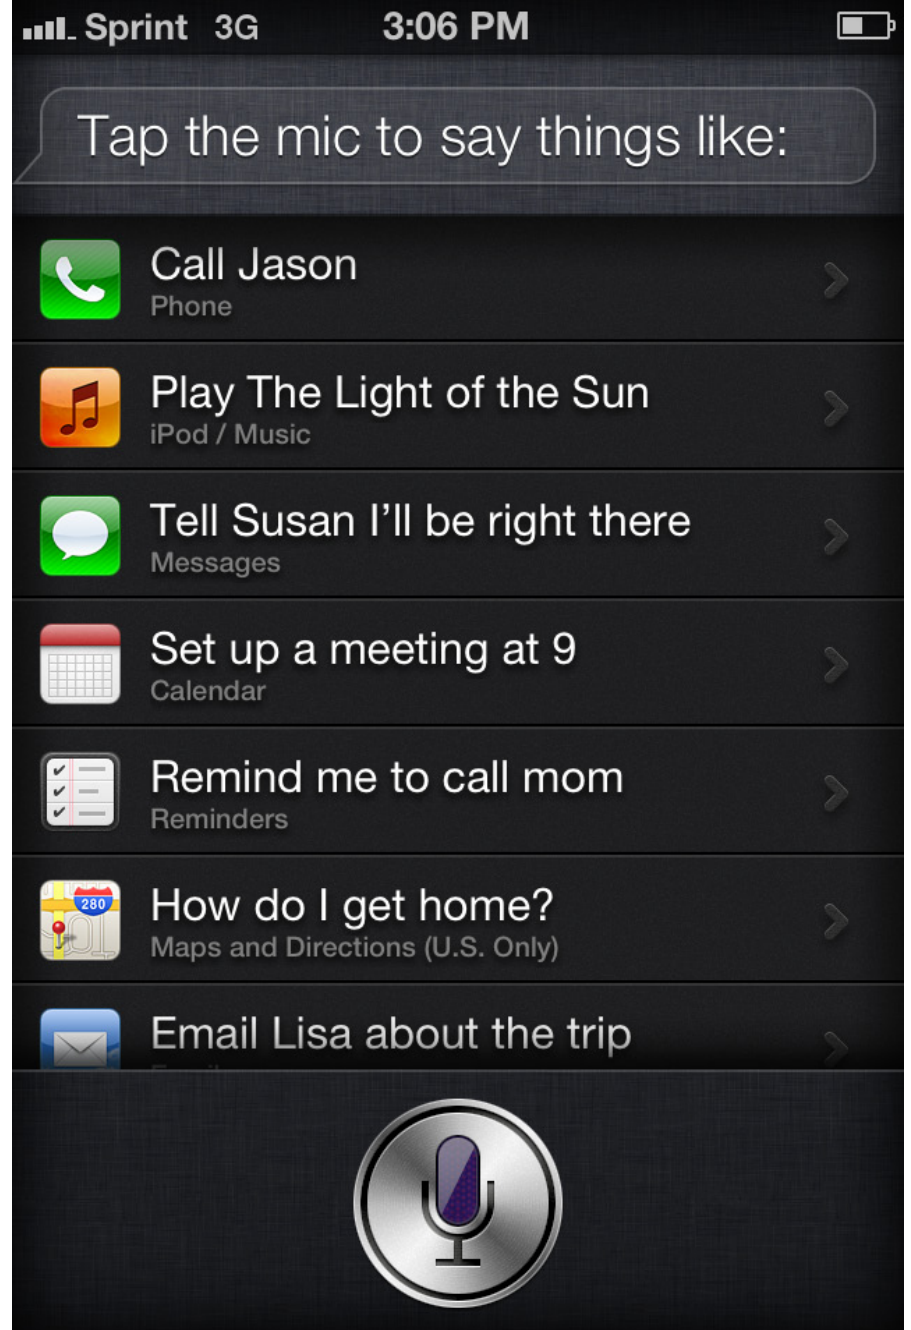 Sprint 3G 3:06 PM
Tap the mic to say things like:
Call Jason
Phone
Play The Light of the Sun
iPod / Music
Tell Susan I’ll be right there
Messages
Set up a meeting at 9
Calendar
Remind me to call mom
Reminders
280
How do I get home?
Maps and Directions (U.S. Only)
Email Lisa about the trip